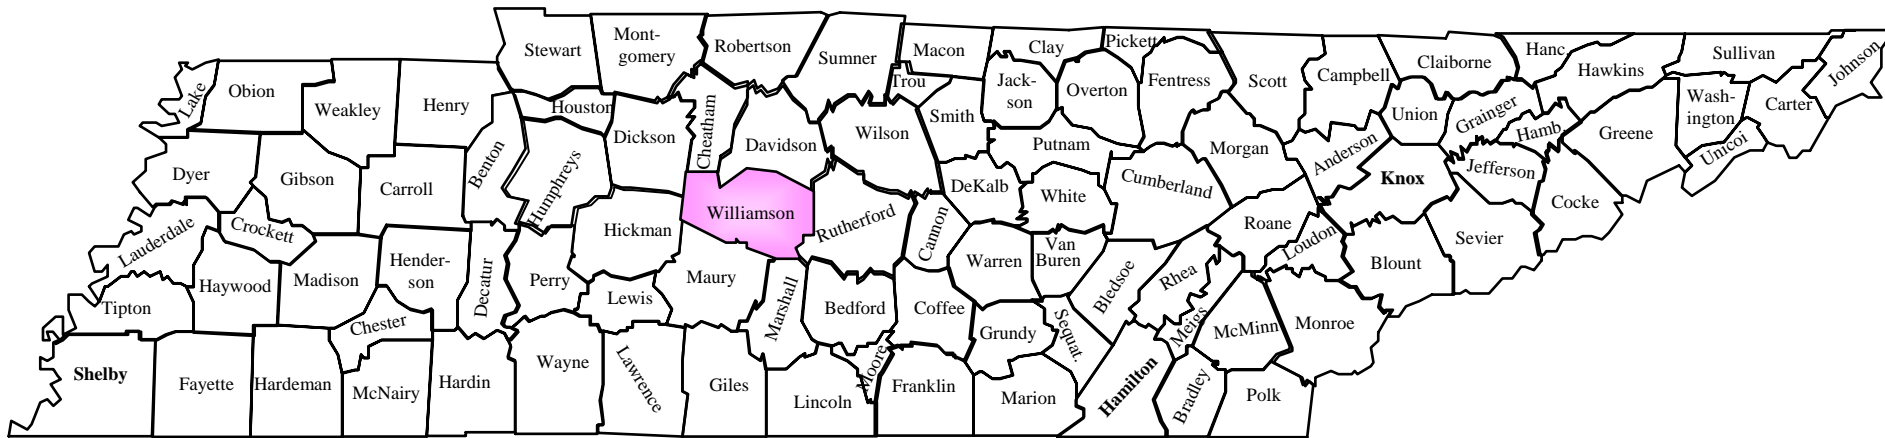 Stewart
Mont-
gomery
Robertson
Sumner
Macon
Clay
Pickett
Scott
Campbell
Claiborne
Hanc.
Hawkins
Sullivan
Johnson
Lake
Obion
Weakley
Henry
Houston
Dickson
Cheatham
Davidson
Wilson
Trou
Smith
Jack-
son
Overton
Fentress
Morgan
Anderson
Union
Grainger
Hamb.
Greene
Wash-
ington
Unicoi
Carter
Dyer
Gibson
Carroll
Benton
Humphreys
Hickman
Williamson
Rutherford
Cannon
DeKalb
Putnam
White
Cumberland
Roane
Loudon
Knox
Jefferson
Sevier
Cocke
Lauderdale
Crockett
Haywood
Madison
Hender-
son
Decatur
Perry
Lewis
Maury
Marshall
Bedford
Coffee
Warren
Van
Buren
Bledsoe
Rhea
Meigs
McMinn
Monroe
Blount
Tipton
Shelby
Fayette
Hardeman
Chester
McNairy
Hardin
Wayne
Lawrence
Giles
Lincoln
Moore
Franklin
Grundy
Marion
Sequat.
Hamilton
Bradley
Polk